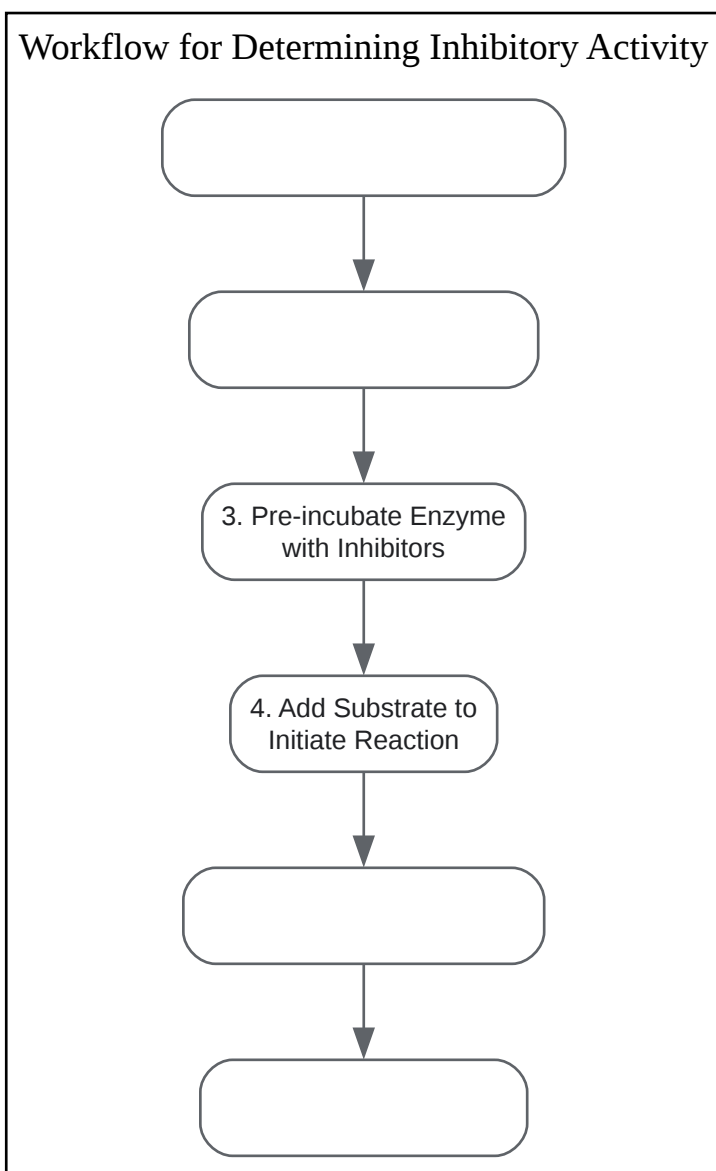 Workflow for Determining Inhibitory Activity
3. Pre-incubate Enzyme
with Inhibitors
4. Add Substrate to
Initiate Reaction